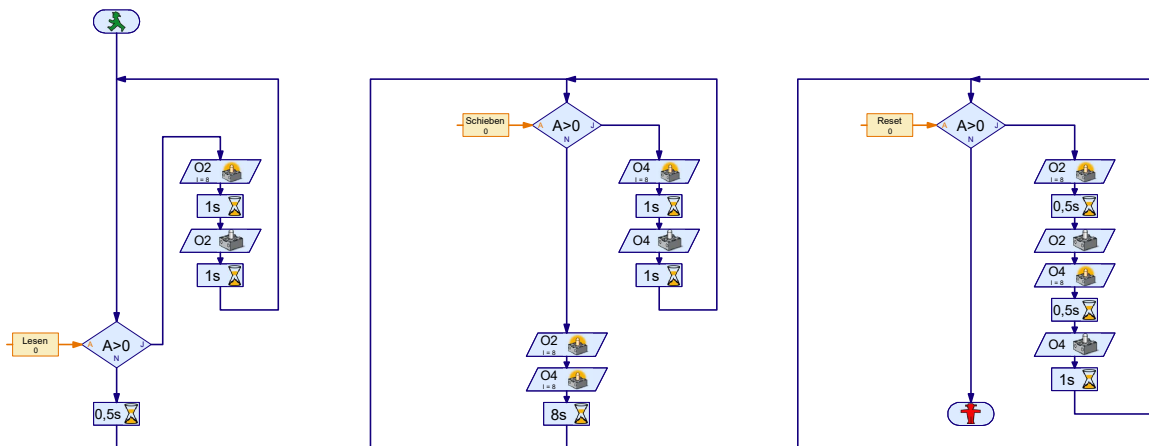 O2
I = 8
1s
O2
1s
Lesen
0
A
A>0
J
N
0,5s
Schieben
0
A
A>0
J
N
O4
I = 8
1s
O4
1s
O2
I = 8
O4
I = 8
8s
Reset
0
A
A>0
J
N
O2
I = 8
0,5s
O2
O4
I = 8
0,5s
O4
1s